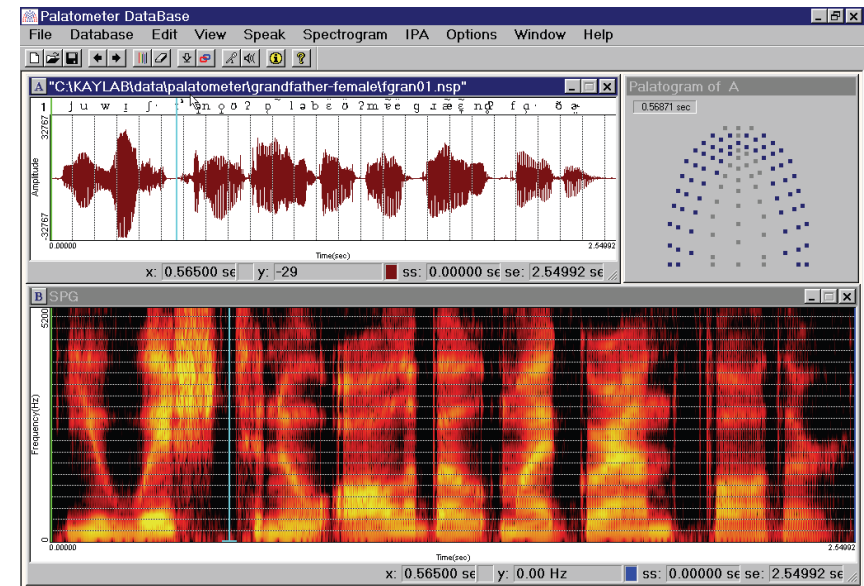 Palatometer DataBase
File Database Edit View Speak Spectrogram IPA Options Window Help
A "C:\KAYLAB\data\palatometer\grandfather-female\fgran01.nsp"
1
32767
Amplitude
-32767
0.00000
Time(sec)
2.54992
x: 0.56500 se y: -29 ss: 0.00000 se se: 2.54992 se
Palatogram of A
0.56871 sec
B SPG
5200
Frequency(Hz)
0
0.00000
Time(sec)
2.54992
x: 0.56500 se y: 0.00 Hz ss: 0.00000 se se: 2.54992 se